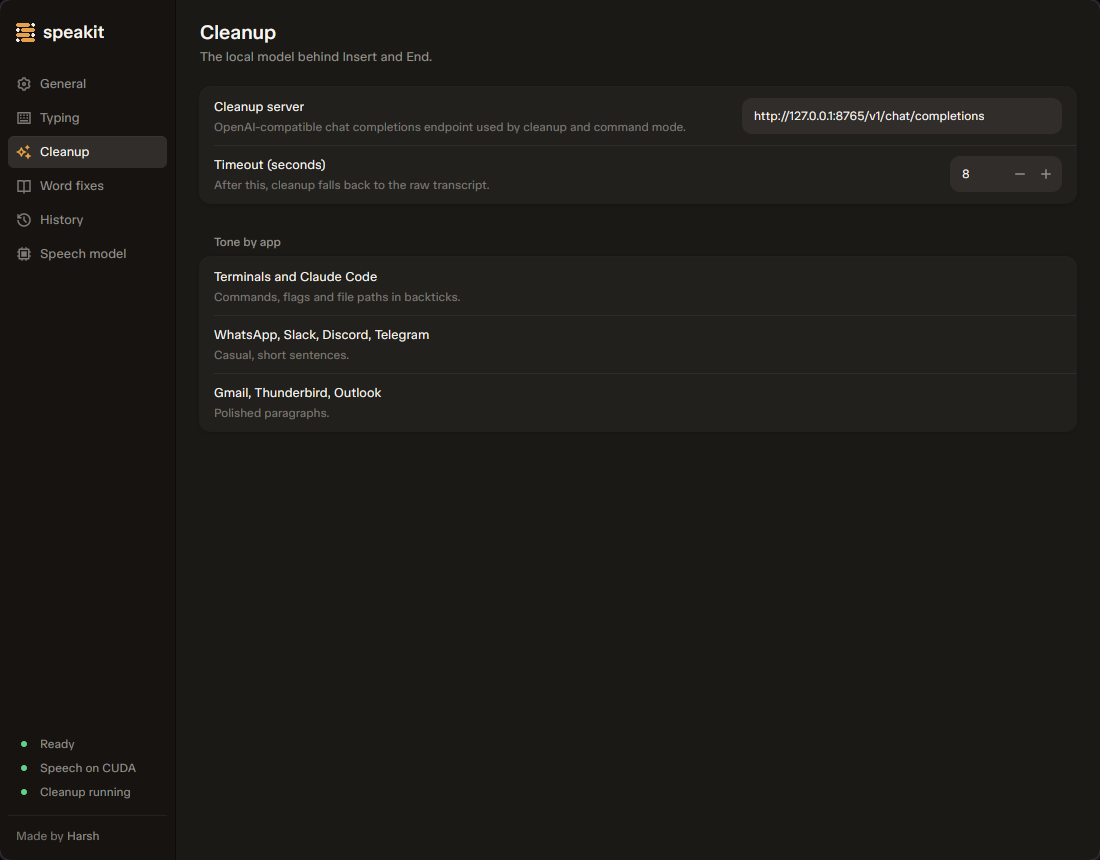 speakit
General
Typing
Cleanup
Word fixes
History
Speech model
Ready
Speech on CUDA
Cleanup running
Made by Harsh
Cleanup
The local model behind Insert and End.
Cleanup server
OpenAI-compatible chat completions endpoint used by cleanup and command mode.
http://127.0.0.1:8765/v1/chat/completions
Timeout (seconds)
After this, cleanup falls back to the raw transcript.
8
Tone by app
Terminals and Claude Code
Commands, flags and file paths in backticks.
WhatsApp, Slack, Discord, Telegram
Casual, short sentences.
Gmail, Thunderbird, Outlook
Polished paragraphs.